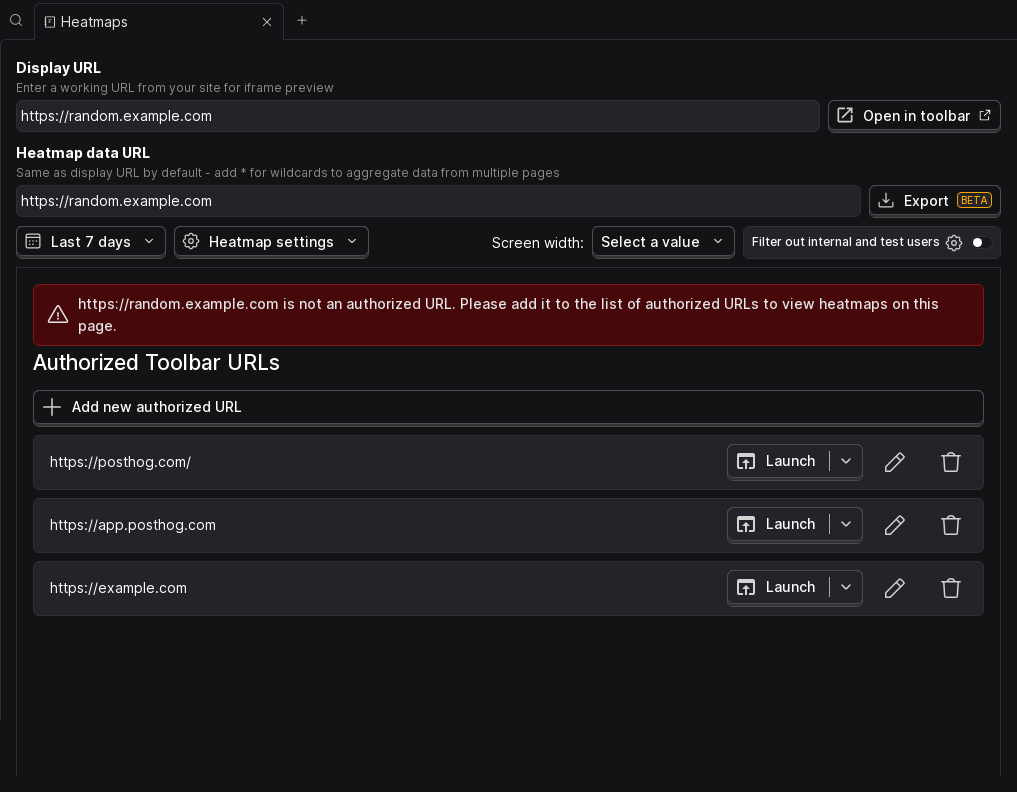 Heatmaps
Display URL
Enter a working URL from your site for iframe preview
https://random.example.com
Open in toolbar
Heatmap data URL
Same as display URL by default - add * for wildcards to aggregate data from multiple pages
https://random.example.com
Export BETA
Last 7 days
Heatmap settings
Screen width:
Select a value
Filter out internal and test users
https://random.example.com is not an authorized URL. Please add it to the list of authorized URLs to view heatmaps on this
page.
Authorized Toolbar URLs
Add new authorized URL
https://posthog.com/
Launch
https://app.posthog.com
Launch
https://example.com
Launch